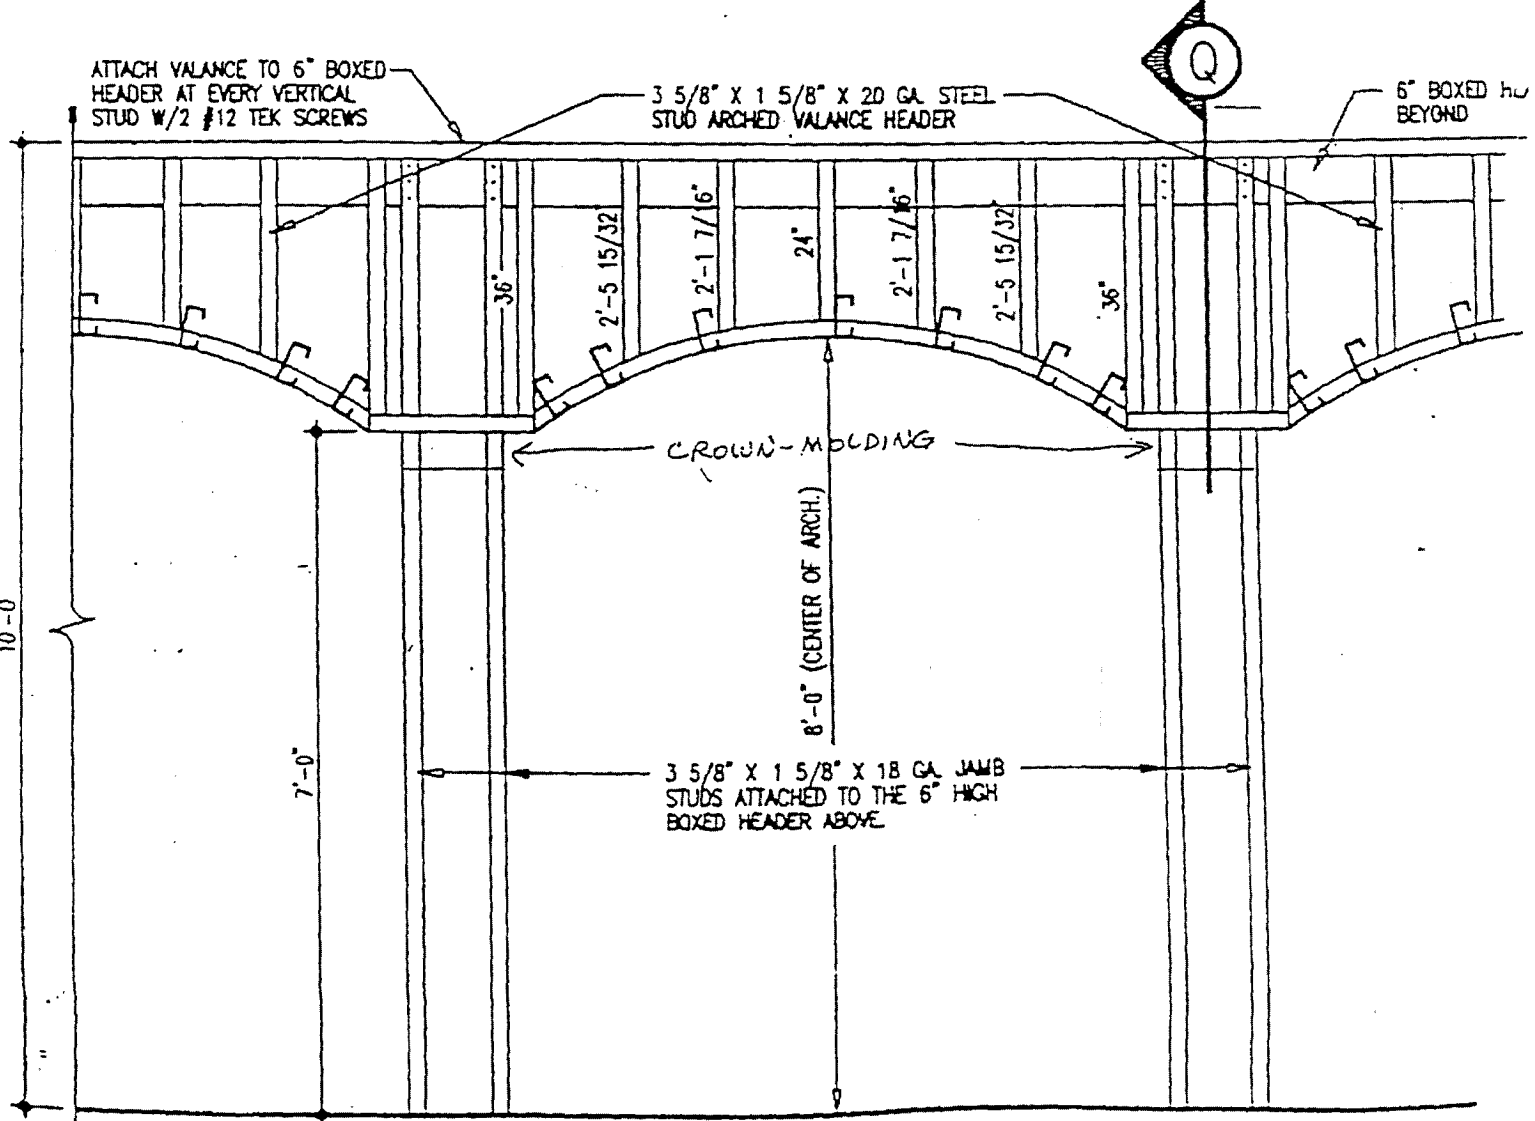 ATTACH VALANCE TO 6" BOXED
HEADER AT EVERY VERTICAL
STUD W/2 #12 TEK SCREWS
3 5/8" X 1 5/8" X 20 GA. STEEL
STUD ARCHED VALANCE HEADER
Q
6" BOXED
BEYOND
36"
2'-5 15/32"
2'-1 7/16"
24"
2'-1 7/16"
2'-5 15/32"
36"
CROWN-MOLDING
8'-0" (CENTER OF ARCH.)
10-0
7'-0"
3 5/8" X 1 5/8" X 18 GA. JAMB
STUDS ATTACHED TO THE 6" HIGH
BOXED HEADER ABOVE.